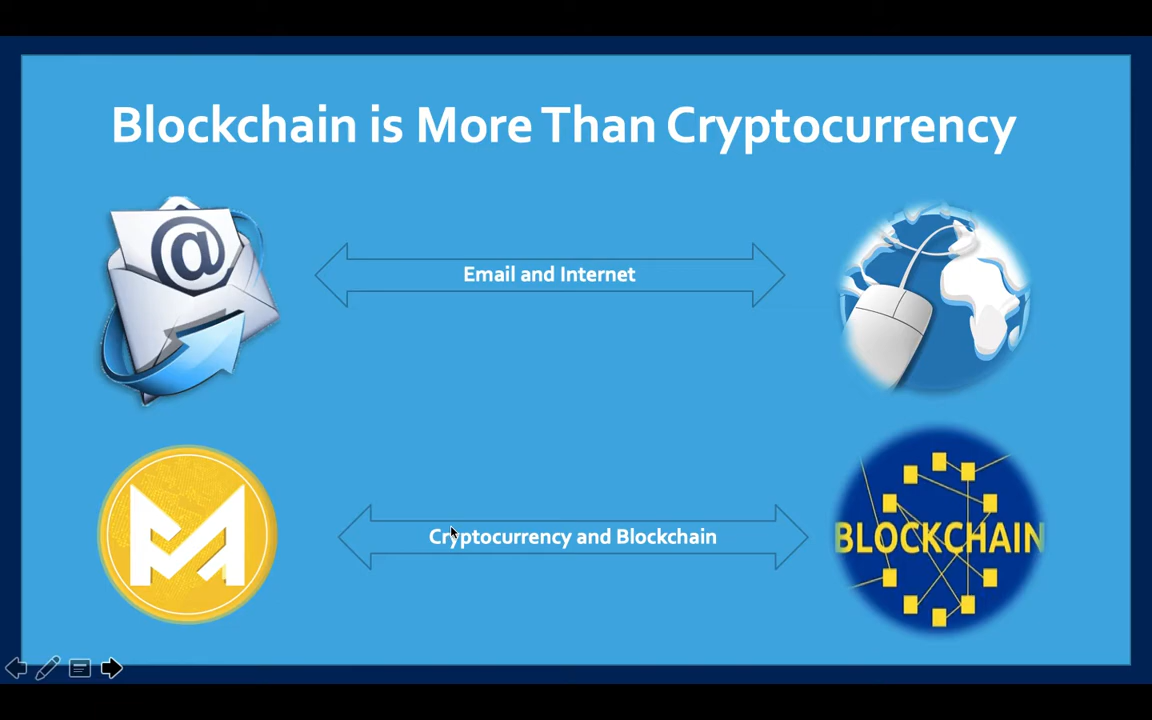 Blockchain is More Than Cryptocurrency
@
Email and Internet
M
Cryptocurrency and Blockchain
BLOCKCHAIN